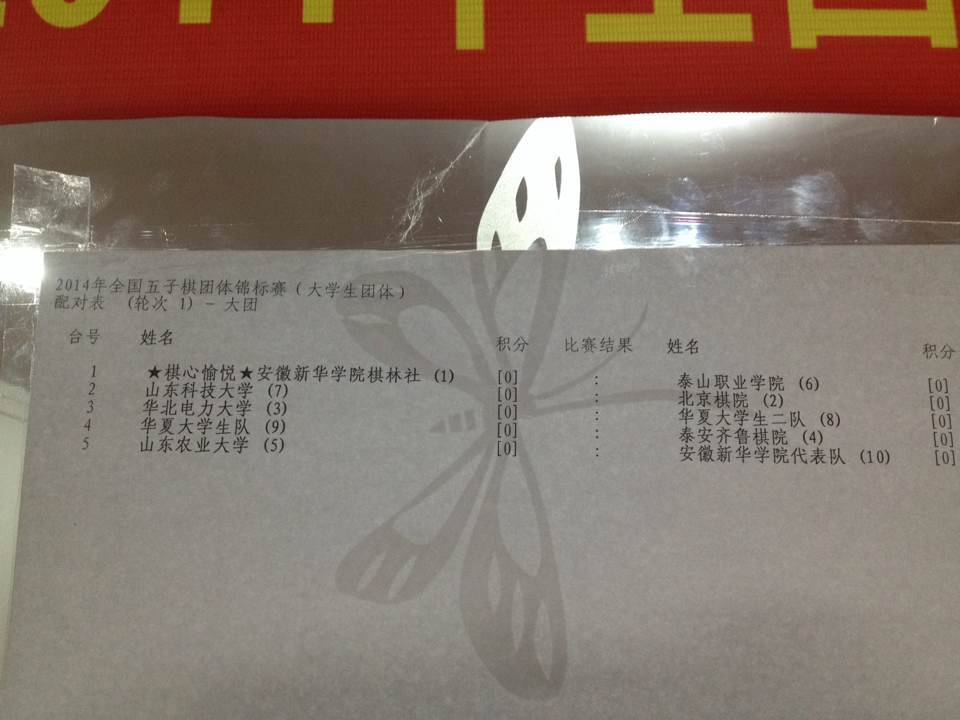 2014年全国
2014年全国五子棋团体锦标赛（大学生团体）
配对表 （轮次 1）- 大团
台号 姓名 积分 比赛结果 姓名 积分
1 ★棋心愉悦★安徽新华学院棋林社 (1) [0] : 泰山职业学院 (6) [0]
2 山东科技大学 (7) [0] : 北京棋院 (2) [0]
3 华北电力大学 (3) [0] : 华夏大学生二队 (8) [0]
4 华夏大学生队 (9) [0] : 泰安齐鲁棋院 (4) [0]
5 山东农业大学 (5) [0] : 安徽新华学院代表队 (10) [0]